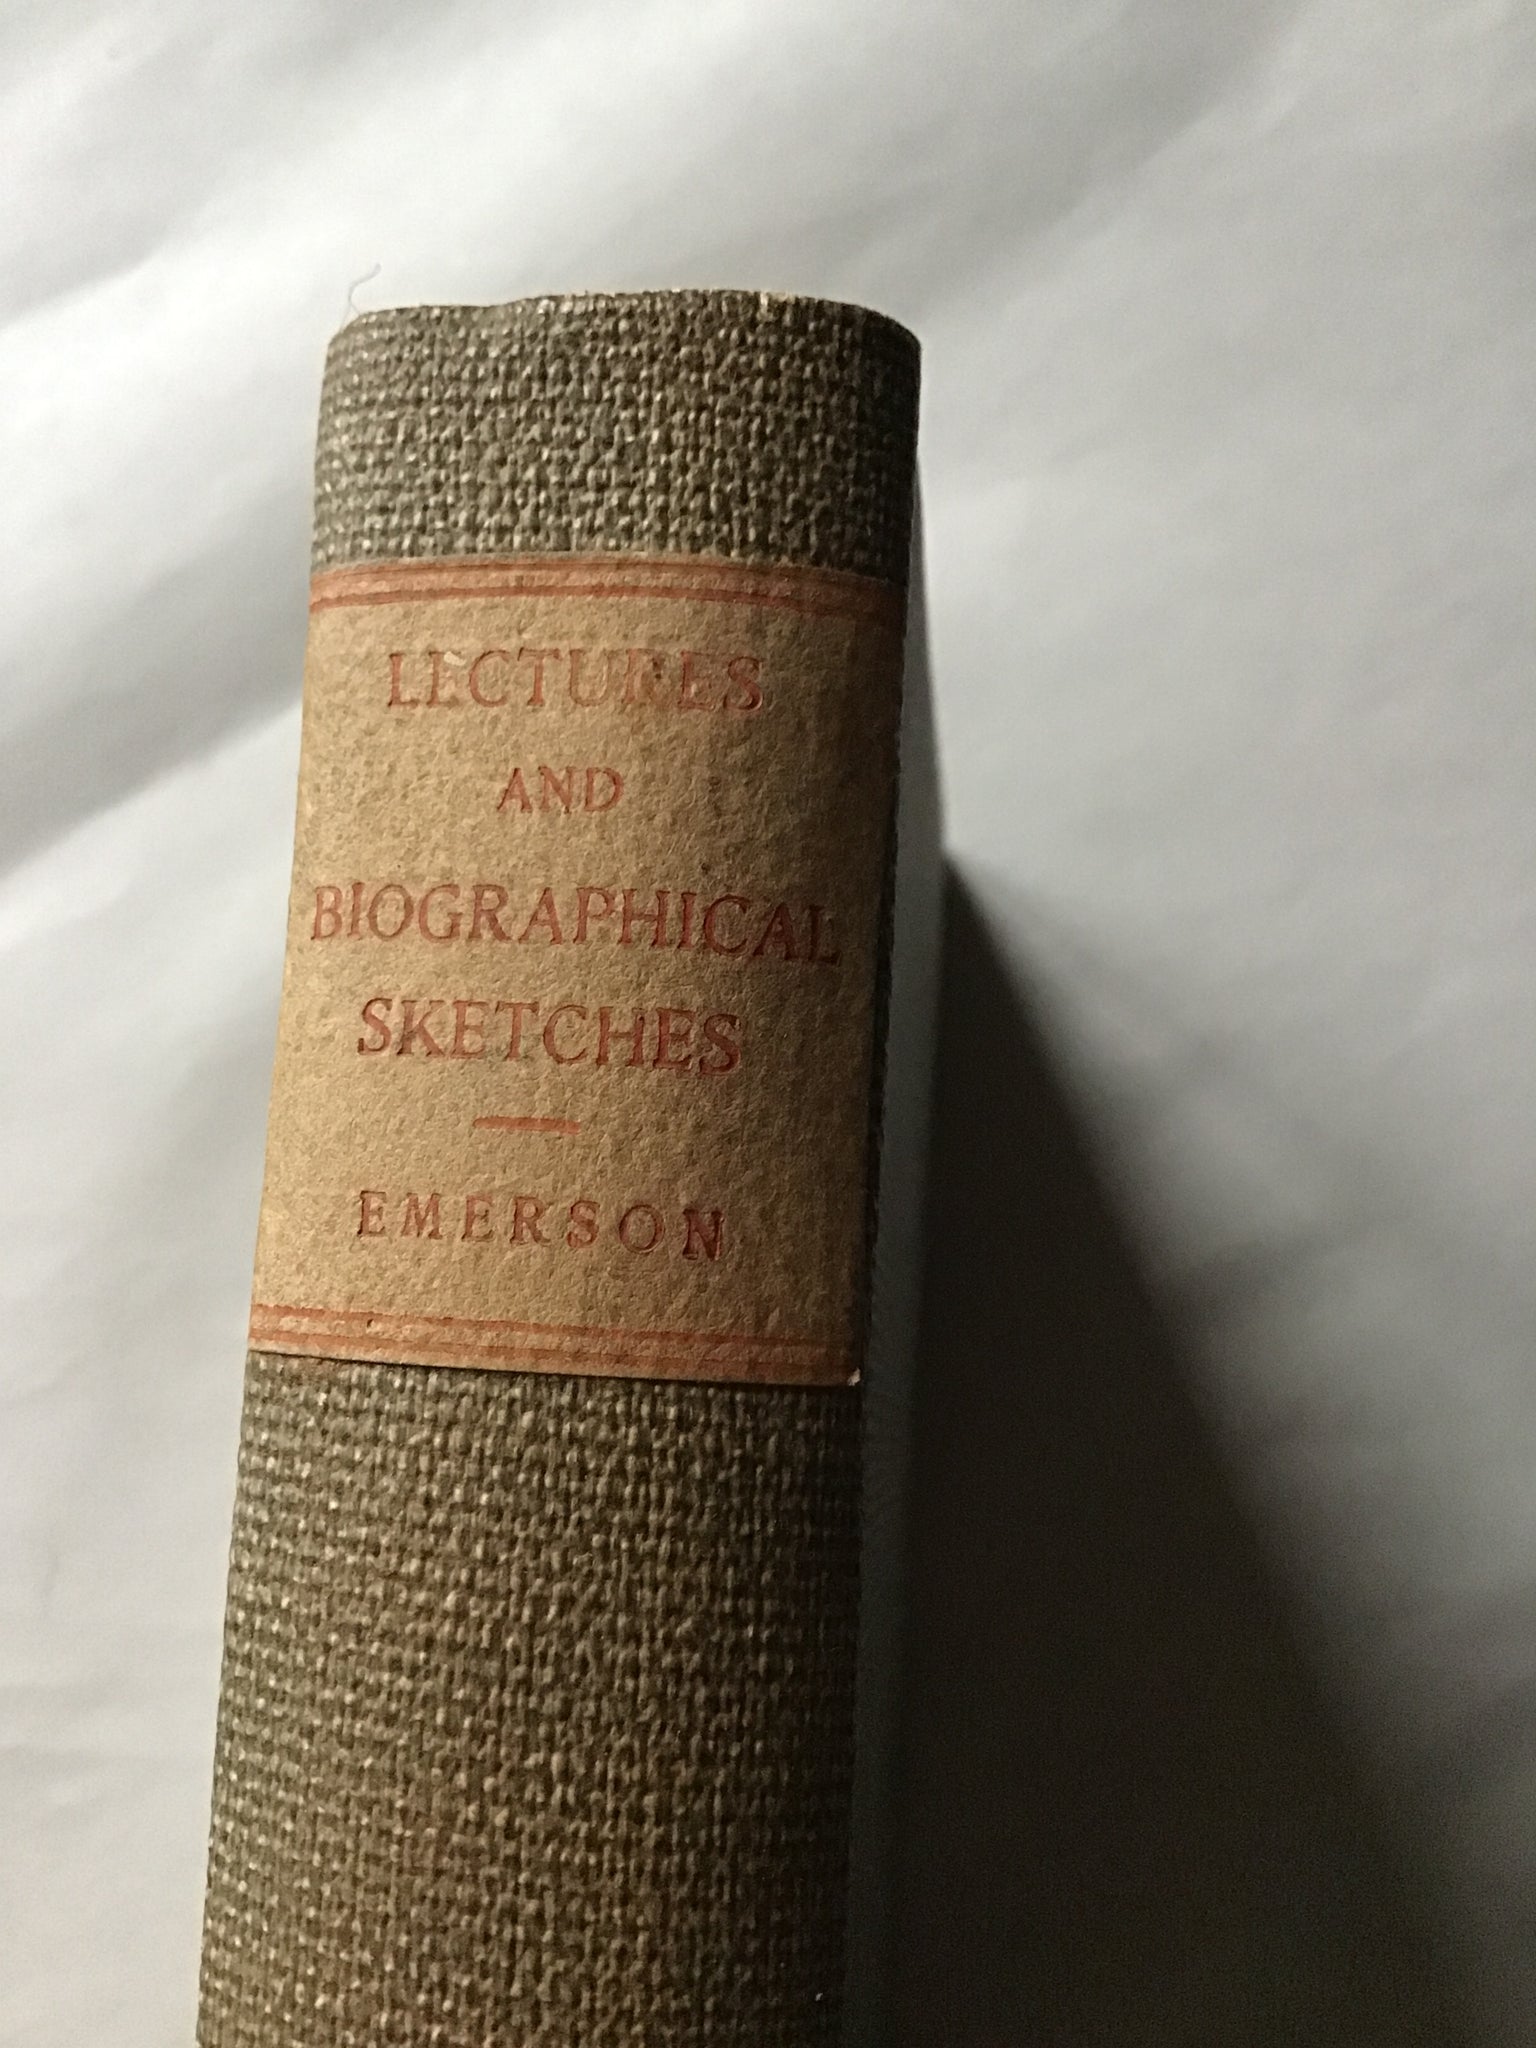 LECTURES
AND
BIOGRAPHICAL
SKETCHES
EMERSON